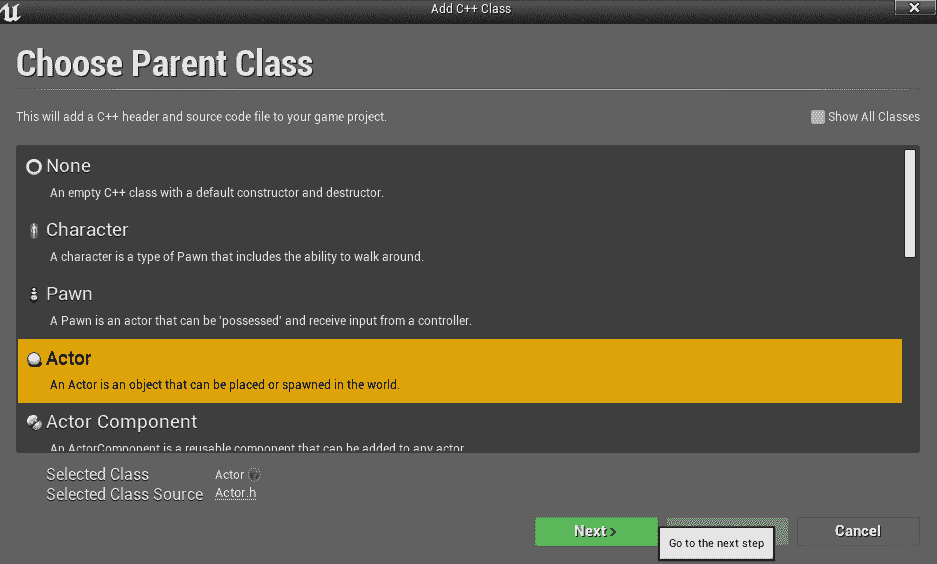 Add C++ Class
Choose Parent Class
This will add a C++ header and source code file to your game project.
Show All Classes
None
An empty C++ class with a default constructor and destructor.
Character
A character is a type of Pawn that includes the ability to walk around.
Pawn
A Pawn is an actor that can be 'possessed' and receive input from a controller.
Actor
An Actor is an object that can be placed or spawned in the world.
Actor Component
An ActorComponent is a reusable component that can be added to any actor.
Selected Class Actor
Selected Class Source Actor.h
Next >
Go to the next step
Cancel